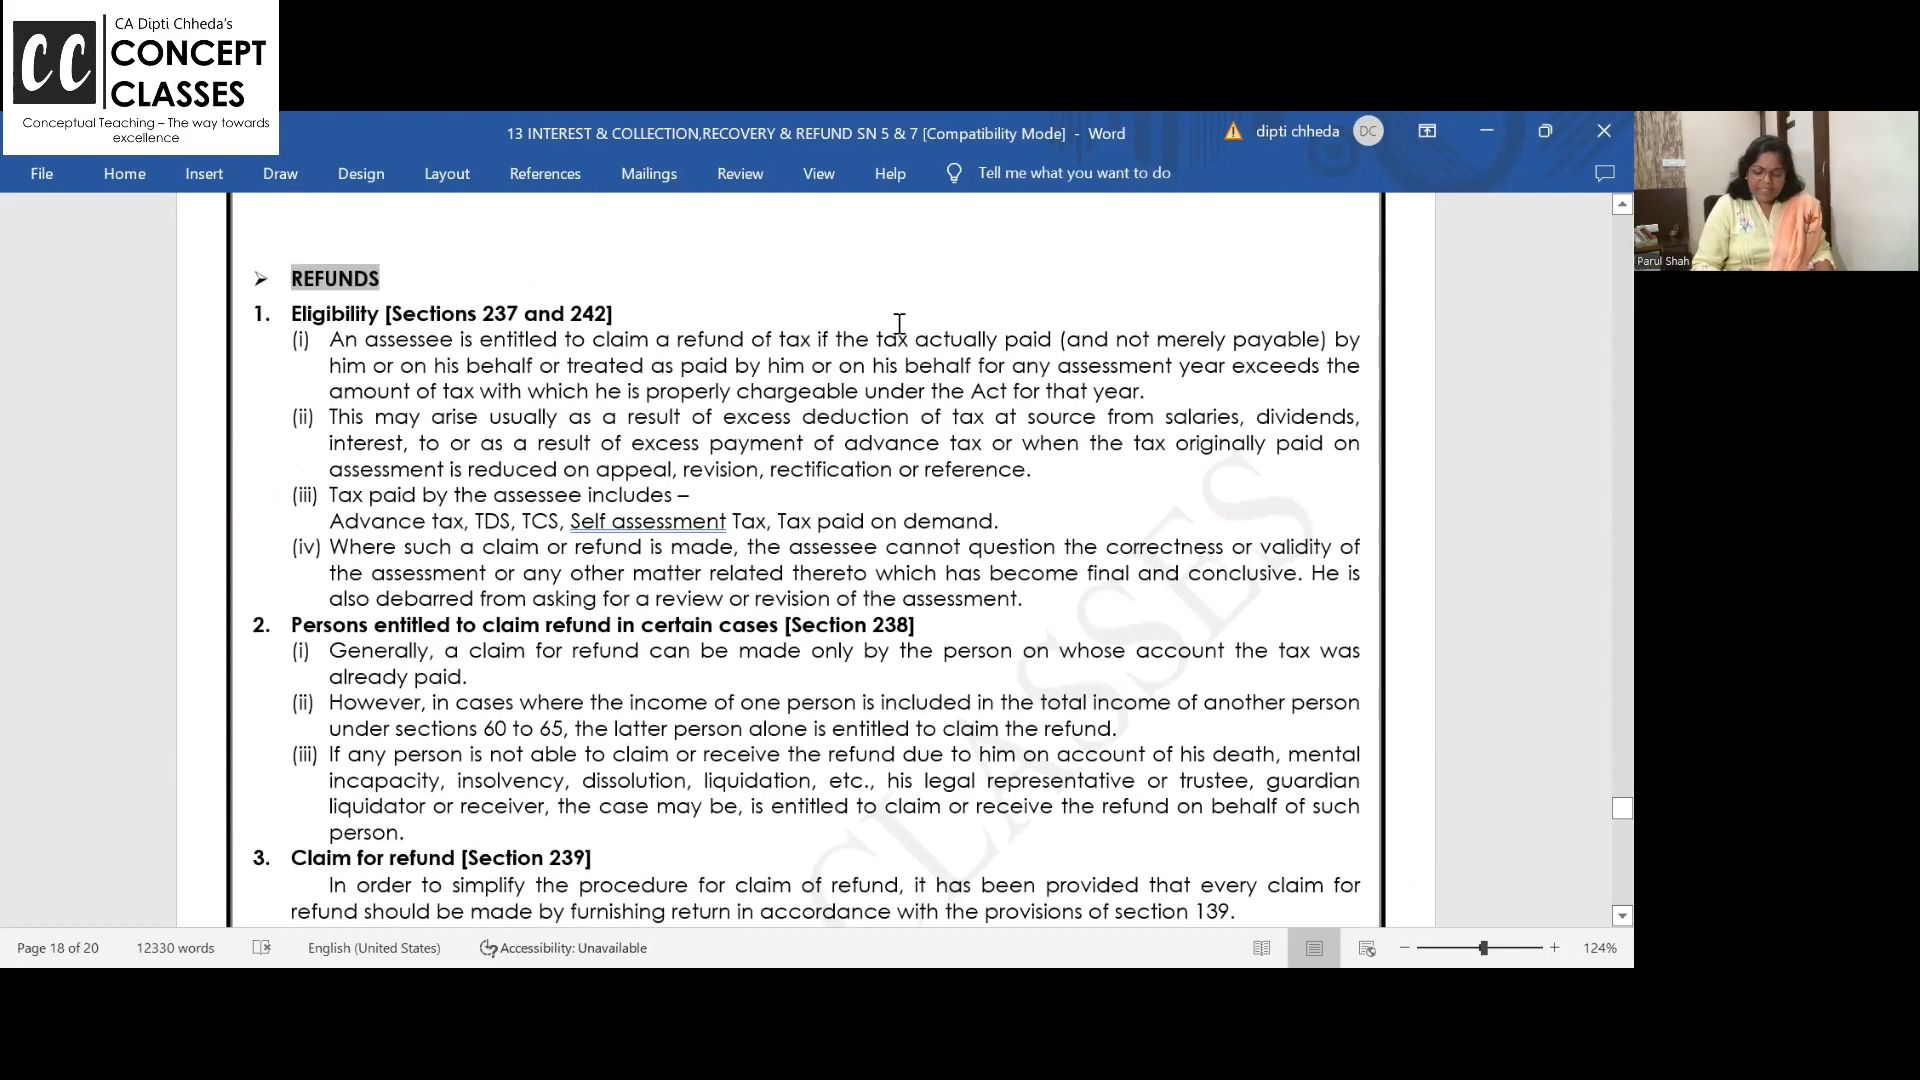 CA Dipti Chheda's
CC CONCEPT
CLASSES
Conceptual Teaching – The way towards
excellence
13 INTEREST & COLLECTION,RECOVERY & REFUND SN 5 & 7 [Compatibility Mode] - Word
dipti chheda DC
File Home Insert Draw Design Layout References Mailings Review View Help Tell me what you want to do
Parul Shah
➢ REFUNDS
1. Eligibility [Sections 237 and 242]
(i) An assessee is entitled to claim a refund of tax if the tax actually paid (and not merely payable) by
him or on his behalf or treated as paid by him or on his behalf for any assessment year exceeds the
amount of tax with which he is properly chargeable under the Act for that year.
(ii) This may arise usually as a result of excess deduction of tax at source from salaries, dividends,
interest, to or as a result of excess payment of advance tax or when the tax originally paid on
assessment is reduced on appeal, revision, rectification or reference.
(iii) Tax paid by the assessee includes –
Advance tax, TDS, TCS, Self assessment Tax, Tax paid on demand.
(iv) Where such a claim or refund is made, the assessee cannot question the correctness or validity of
the assessment or any other matter related thereto which has become final and conclusive. He is
also debarred from asking for a review or revision of the assessment.
2. Persons entitled to claim refund in certain cases [Section 238]
(i) Generally, a claim for refund can be made only by the person on whose account the tax was
already paid.
(ii) However, in cases where the income of one person is included in the total income of another person
under sections 60 to 65, the latter person alone is entitled to claim the refund.
(iii) If any person is not able to claim or receive the refund due to him on account of his death, mental
incapacity, insolvency, dissolution, liquidation, etc., his legal representative or trustee, guardian
liquidator or receiver, the case may be, is entitled to claim or receive the refund on behalf of such
person.
3. Claim for refund [Section 239]
In order to simplify the procedure for claim of refund, it has been provided that every claim for
refund should be made by furnishing return in accordance with the provisions of section 139.
CLASSES
Page 18 of 20 12330 words English (United States) Accessibility: Unavailable 124%